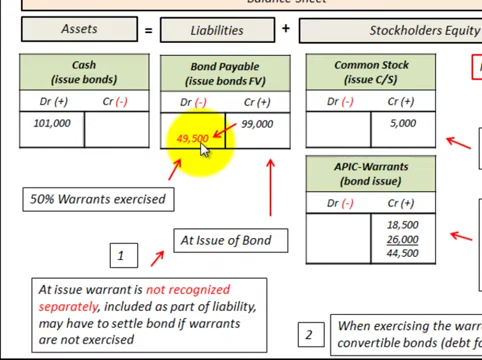 Balance Sheet
Assets = Liabilities + Stockholders Equity
Cash
(issue bonds)
Dr (+) Cr (-)
101,000
Bond Payable
(issue bonds FV)
Dr (-) Cr (+)
99,000
49,500
Common Stock
(issue C/S)
Dr (-) Cr (+)
5,000
APIC-Warrants
(bond issue)
Dr (-) Cr (+)
18,500
26,000
44,500
50% Warrants exercised
At Issue of Bond
1
At issue warrant is not recognized
separately, included as part of liability,
may have to settle bond if warrants
are not exercised
2
When exercising the
convertible bonds (debt